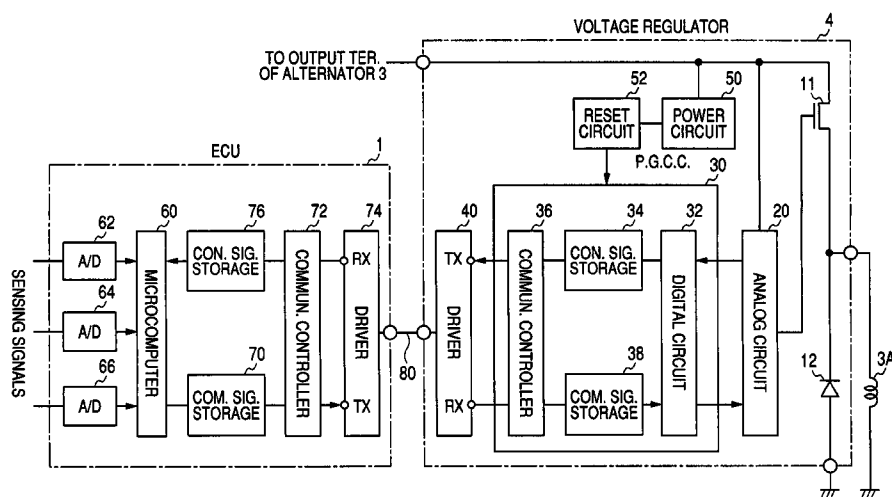 VOLTAGE REGULATOR
4
TO OUTPUT TER.
OF ALTERNATOR 3
52
50
11
RESET
CIRCUIT
POWER
CIRCUIT
P.G.C.C.
30
ECU
1
62
60
76
72
74
40
36
34
32
20
A/D
MICROCOMPUTER
CON. SIG.
STORAGE
COMMUN. CONTROLLER
RX
DRIVER
TX
TX
DRIVER
RX
COMMUN. CONTROLLER
CON. SIG.
STORAGE
DIGITAL CIRCUIT
ANALOG CIRCUIT
SENSING SIGNALS
64
A/D
66
A/D
70
COM. SIG.
STORAGE
80
38
COM. SIG.
STORAGE
12
3A